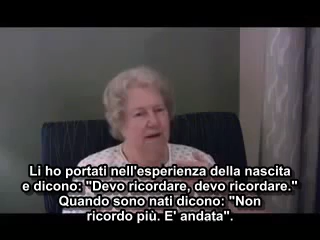 Li ho portati nell'esperienza della nascita
e dicono: "Devo ricordare, devo ricordare."
Quando sono nati dicono: "Non
ricordo più. E' andata".